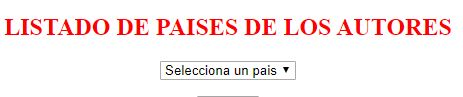 LISTADO DE PAISES DE LOS AUTORES
Selecciona un pais